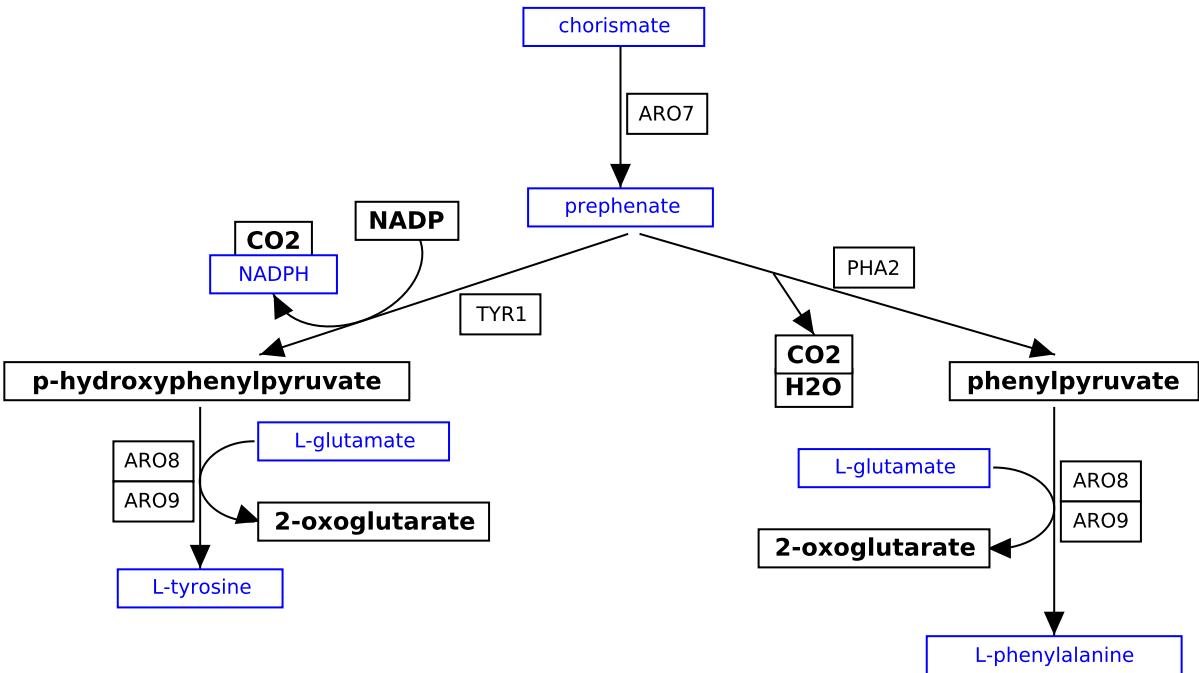 chorismate
ARO7
prephenate
NADP
CO2
NADPH
PHA2
TYR1
CO2
H2O
p-hydroxyphenylpyruvate
phenylpyruvate
L-glutamate
ARO8
ARO9
2-oxoglutarate
L-tyrosine
L-glutamate
ARO8
ARO9
2-oxoglutarate
L-phenylalanine